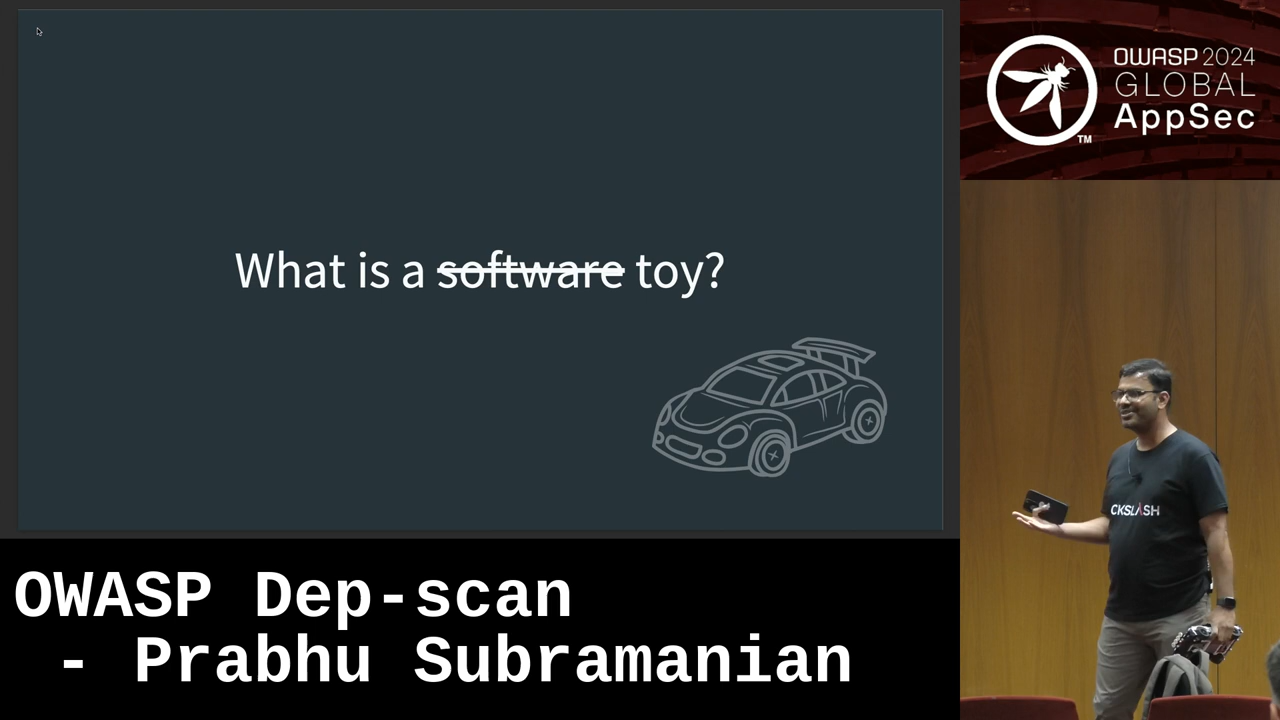 What is a software toy?
OWASP 2024
GLOBAL
AppSec
TM
CKSLASH
OWASP Dep-scan
- Prabhu Subramanian